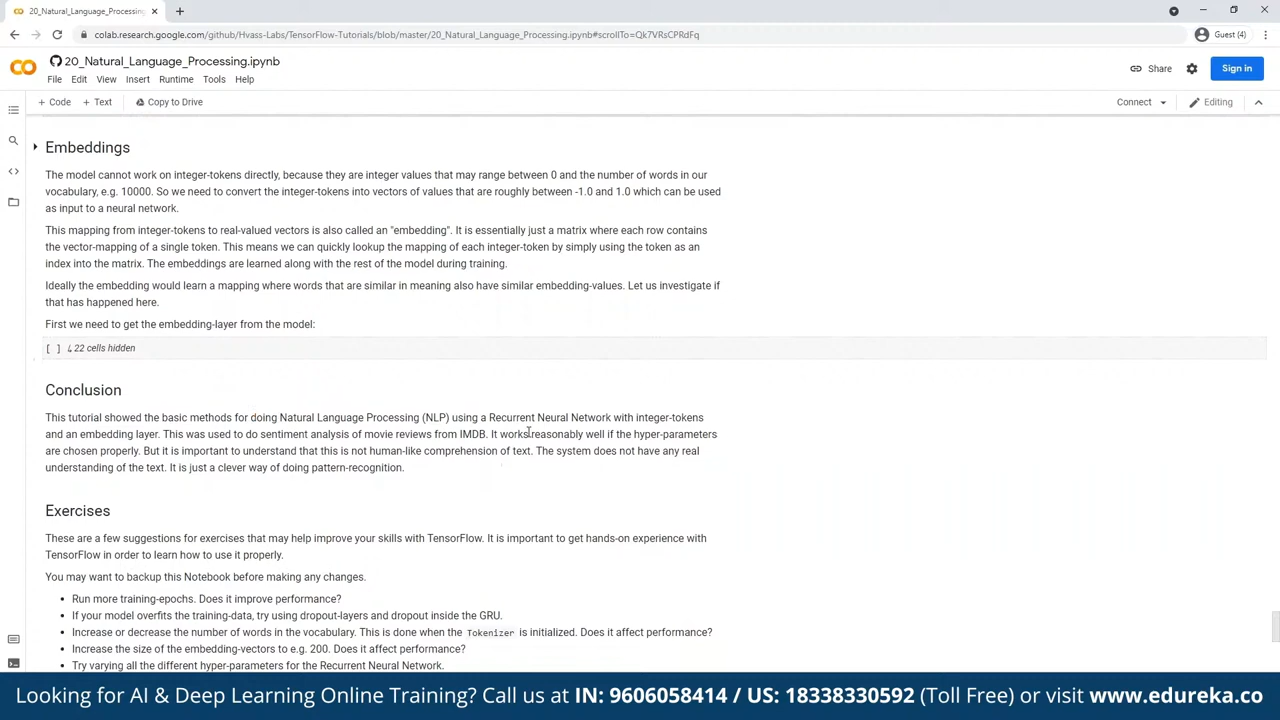 20_Natural_Language_Processing
colab.research.google.com/github/Hvass-Labs/TensorFlow-Tutorials/blob/master/20_Natural_Language_Processing.ipynb#scrollTo=Qk7VRsCPRdFq
Guest (4)
20_Natural_Language_Processing.ipynb
File Edit View Insert Runtime Tools Help
Share
Sign in
+ Code + Text Copy to Drive
Connect
Editing
Embeddings
The model cannot work on integer-tokens directly, because they are integer values that may range between 0 and the number of words in our
vocabulary, e.g. 10000. So we need to convert the integer-tokens into vectors of values that are roughly between -1.0 and 1.0 which can be used
as input to a neural network.
This mapping from integer-tokens to real-valued vectors is also called an "embedding". It is essentially just a matrix where each row contains
the vector-mapping of a single token. This means we can quickly lookup the mapping of each integer-token by simply using the token as an
index into the matrix. The embeddings are learned along with the rest of the model during training.
Ideally the embedding would learn a mapping where words that are similar in meaning also have similar embedding-values. Let us investigate if
that has happened here.
First we need to get the embedding-layer from the model:
[ ] ↳ 22 cells hidden
Conclusion
This tutorial showed the basic methods for doing Natural Language Processing (NLP) using a Recurrent Neural Network with integer-tokens
and an embedding layer. This was used to do sentiment analysis of movie reviews from IMDB. It works reasonably well if the hyper-parameters
are chosen properly. But it is important to understand that this is not human-like comprehension of text. The system does not have any real
understanding of the text. It is just a clever way of doing pattern-recognition.
Exercises
These are a few suggestions for exercises that may help improve your skills with TensorFlow. It is important to get hands-on experience with
TensorFlow in order to learn how to use it properly.
You may want to backup this Notebook before making any changes.
• Run more training-epochs. Does it improve performance?
• If your model overfits the training-data, try using dropout-layers and dropout inside the GRU.
• Increase or decrease the number of words in the vocabulary. This is done when the Tokenizer is initialized. Does it affect performance?
• Increase the size of the embedding-vectors to e.g. 200. Does it affect performance?
• Try varying all the different hyper-parameters for the Recurrent Neural Network.
Looking for AI & Deep Learning Online Training? Call us at IN: 9606058414 / US: 18338330592 (Toll Free) or visit www.edureka.co